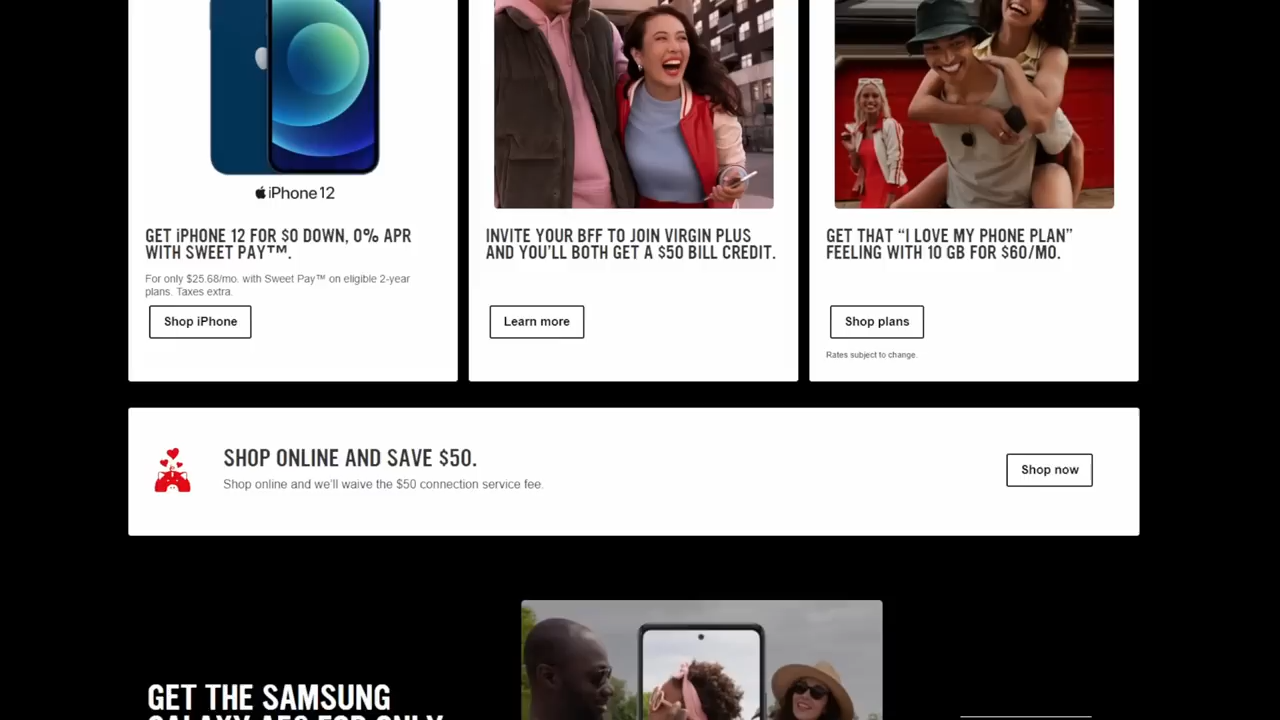 iPhone 12
GET iPHONE 12 FOR $0 DOWN, 0% APR
WITH SWEET PAY™.
For only $25.68/mo. with Sweet Pay™ on eligible 2-year
plans. Taxes extra.
Shop iPhone
INVITE YOUR BFF TO JOIN VIRGIN PLUS
AND YOU'LL BOTH GET A $50 BILL CREDIT.
Learn more
GET THAT “I LOVE MY PHONE PLAN”
FEELING WITH 10 GB FOR $60/MO.
Shop plans
Rates subject to change.
SHOP ONLINE AND SAVE $50.
Shop online and we'll waive the $50 connection service fee.
Shop now
GET THE SAMSUNG
GALAXY A52 FOR ONLY